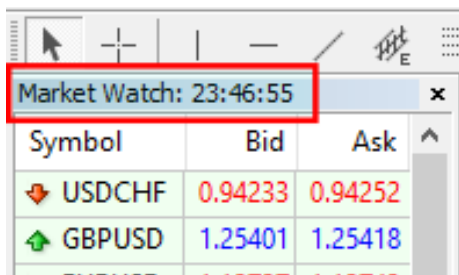 E
Market Watch: 23:46:55
Symbol Bid Ask
USDCHF 0.94233 0.94252
GBPUSD 1.25401 1.25418